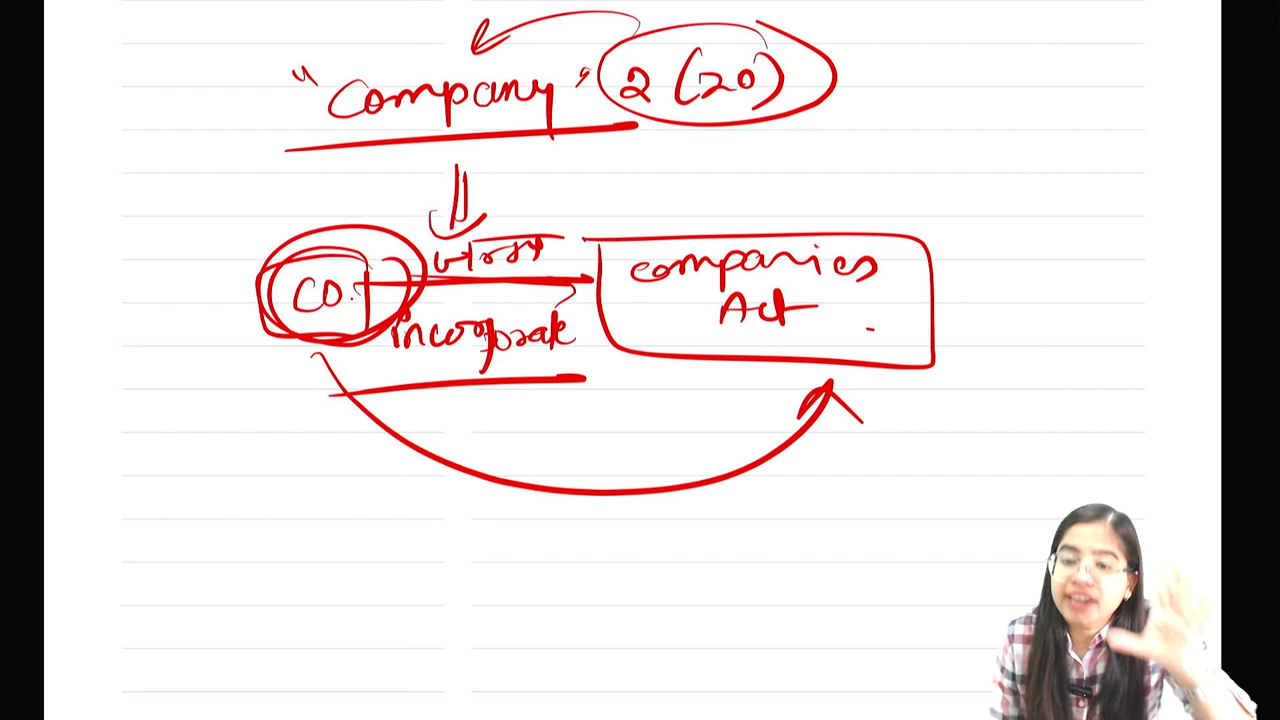 "Company" 2 (20)
CO.
incorporate
Companies
Act